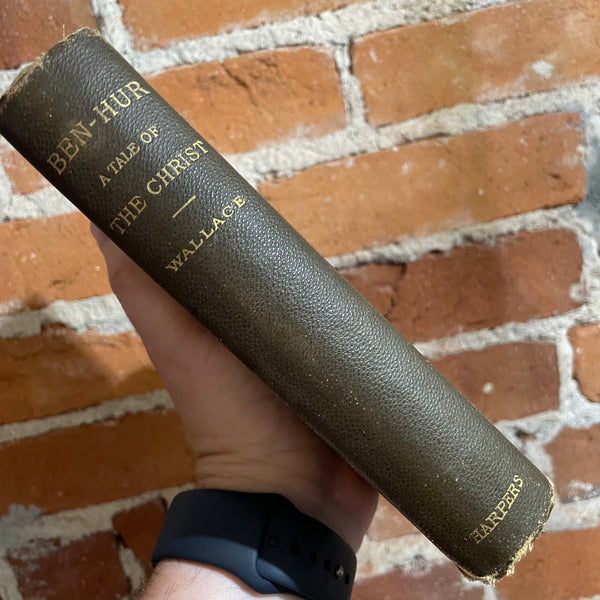 BEN-HUR
A TALE OF
THE CHRIST
WALLACE
HARPERS